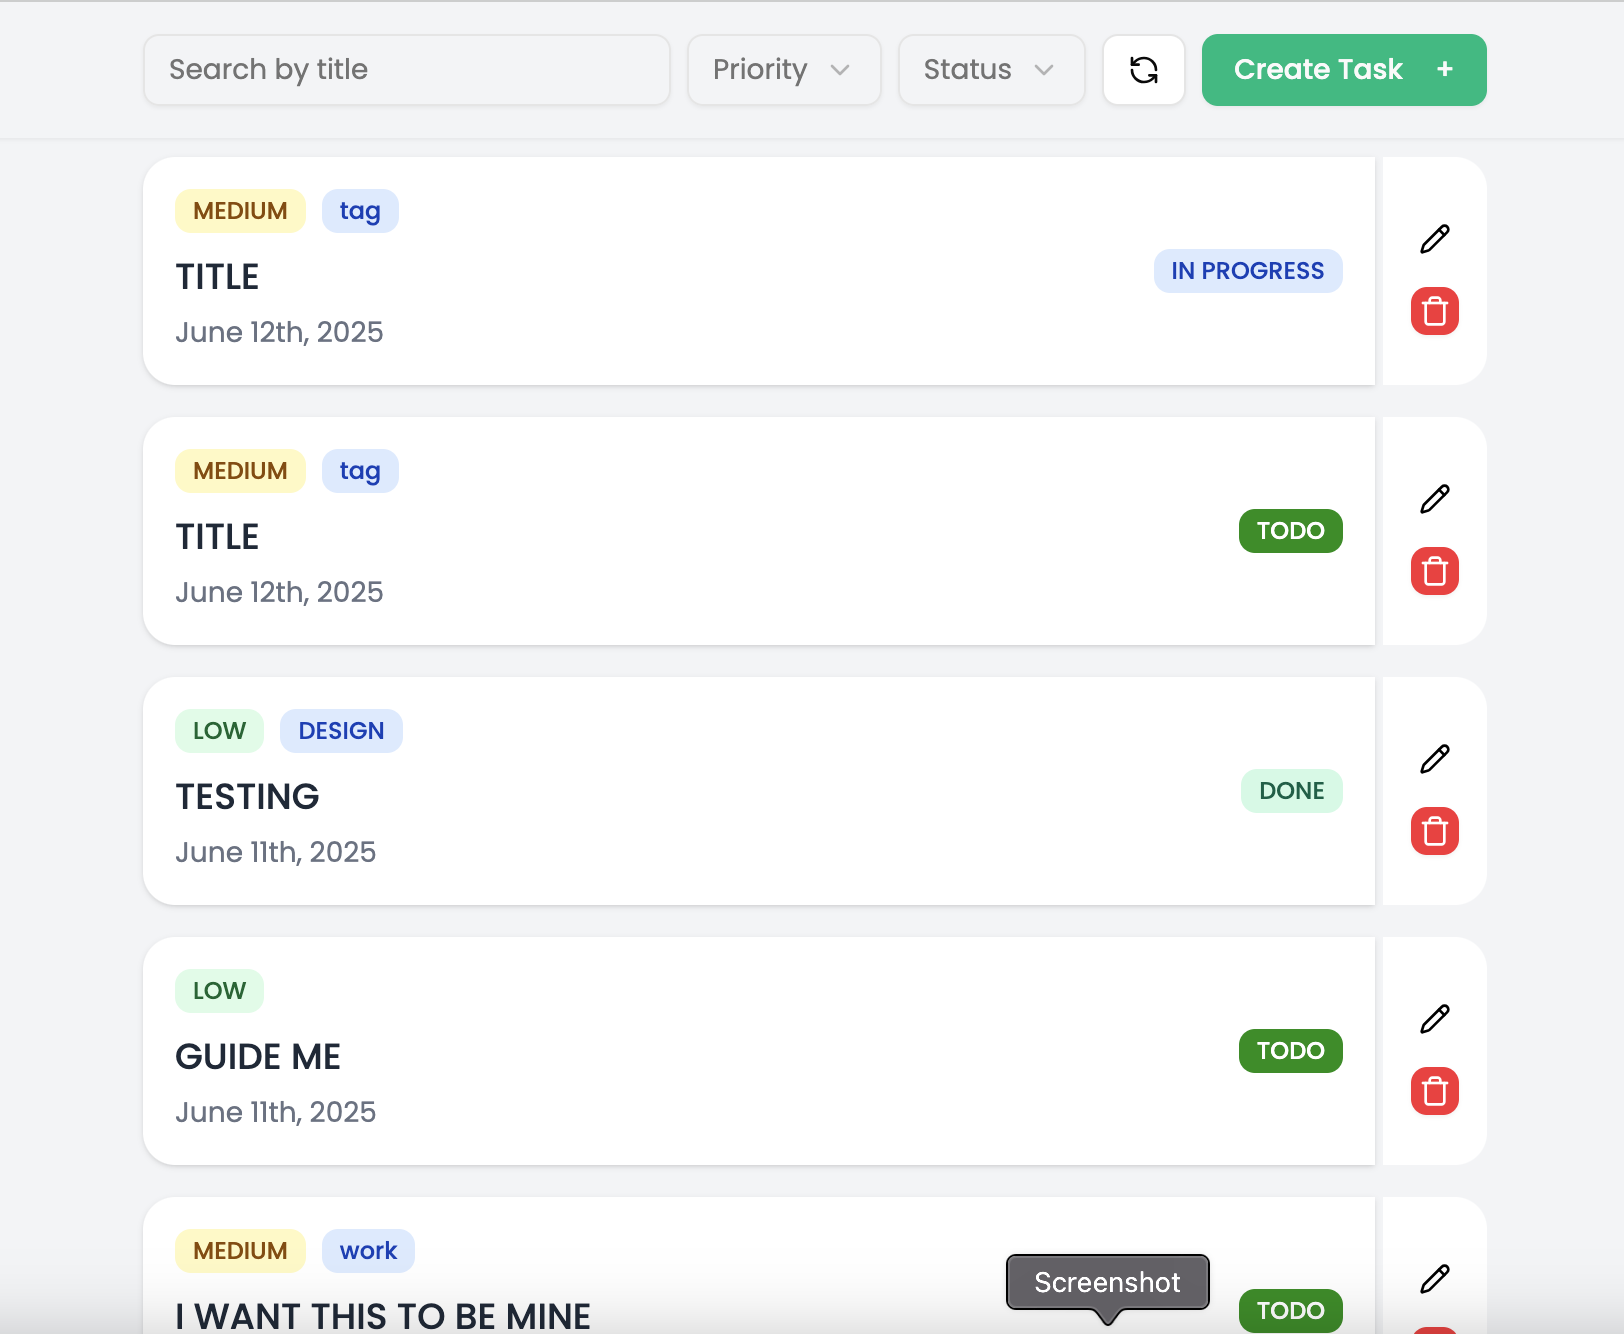 Search by title Priority Status Create Task +
MEDIUM tag
TITLE
IN PROGRESS
June 12th, 2025
MEDIUM tag
TITLE
TODO
June 12th, 2025
LOW DESIGN
TESTING
DONE
June 11th, 2025
LOW
GUIDE ME
TODO
June 11th, 2025
MEDIUM work
I WANT THIS TO BE MINE
TODO
Screenshot